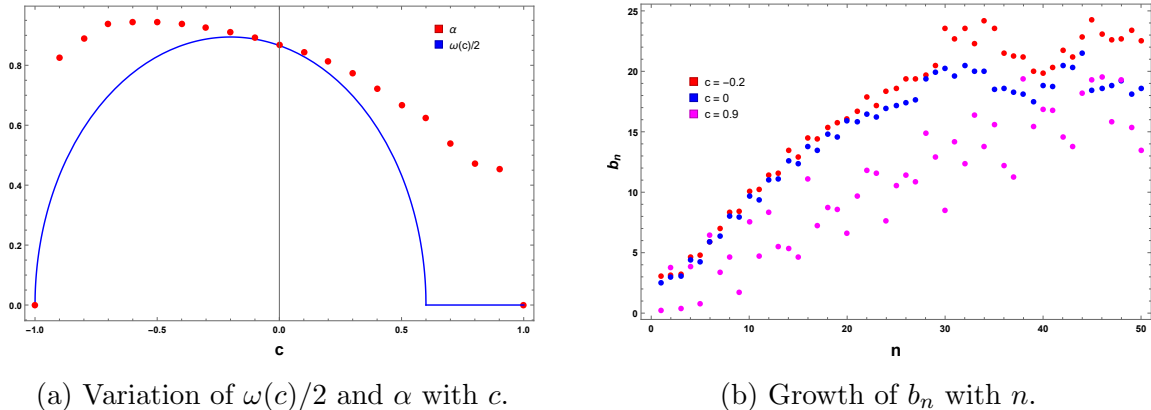 α
ω(c)/2
0.8
0.6
0.4
0.2
0.0
−1.0
−0.5
0.0
0.5
1.0
c
c = −0.2
c = 0
c = 0.9
25
20
15
10
5
0
b_n
0
10
20
30
40
50
n
(a) Variation of ω(c)/2 and α with c.
(b) Growth of b_n with n.